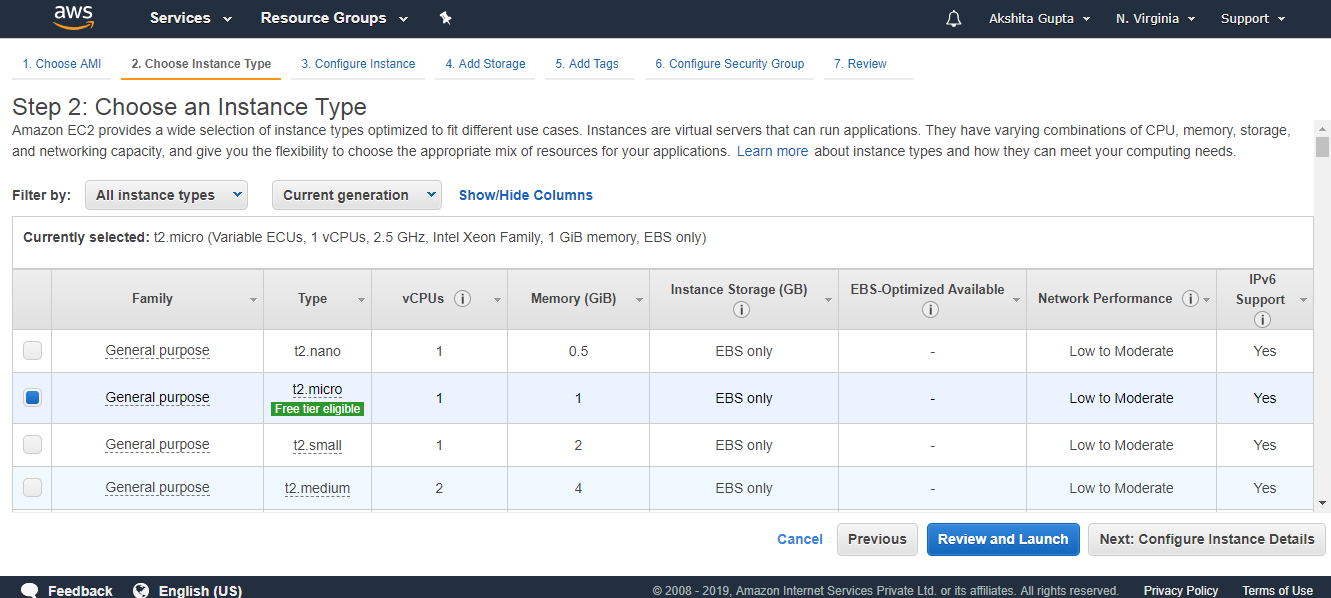 aws Services Resource Groups Akshita Gupta N. Virginia Support
1. Choose AMI 2. Choose Instance Type 3. Configure Instance 4. Add Storage 5. Add Tags 6. Configure Security Group 7. Review
Step 2: Choose an Instance Type
Amazon EC2 provides a wide selection of instance types optimized to fit different use cases. Instances are virtual servers that can run applications. They have varying combinations of CPU, memory, storage,
and networking capacity, and give you the flexibility to choose the appropriate mix of resources for your applications. Learn more about instance types and how they can meet your computing needs.
Filter by: All instance types Current generation Show/Hide Columns
Currently selected: t2.micro (Variable ECUs, 1 vCPUs, 2.5 GHz, Intel Xeon Family, 1 GiB memory, EBS only)
Family Type vCPUs i Memory (GiB) Instance Storage (GB) i EBS-Optimized Available i Network Performance i IPv6 Support i
General purpose t2.nano 1 0.5 EBS only - Low to Moderate Yes
General purpose t2.micro 1 1 EBS only - Low to Moderate Yes
Free tier eligible
General purpose t2.small 1 2 EBS only - Low to Moderate Yes
General purpose t2.medium 2 4 EBS only - Low to Moderate Yes
Cancel Previous Review and Launch Next: Configure Instance Details
Feedback English (US) © 2008 - 2019, Amazon Internet Services Private Ltd. or its affiliates. All rights reserved. Privacy Policy Terms of Use